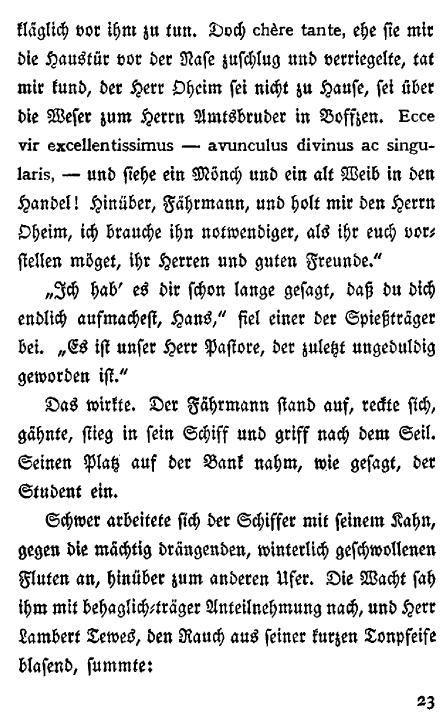 kläglich vor ihm zu tun. Doch chère tante, ehe sie mir
die Haustür vor der Nase zuschlug und verriegelte, tat
mir kund, der Herr Oheim sei nicht zu Hause, sei über
die Weser zum Herrn Amtsbruder in Boffzen. Ecce
vir excellentissimus — avunculus divinus ac singu-
laris, — und siehe ein Mönch und ein alt Weib in den
Handel! Hinüber, Fährmann, und holt mir den Herrn
Oheim, ich brauche ihn notwendiger, als ihr euch vor-
stellen möget, ihr Herren und guten Freunde.“
„Ich hab’ es dir schon lange gesagt, daß du dich
endlich aufmachest, Hans,“ fiel einer der Spießträger
bei. „Es ist unser Herr Pastore, der zuletzt ungeduldig
geworden ist.“
Das wirkte. Der Fährmann stand auf, reckte sich,
gähnte, stieg in sein Schiff und griff nach dem Seil.
Seinen Platz auf der Bank nahm, wie gesagt, der
Student ein.
Schwer arbeitete sich der Schiffer mit seinem Kahn,
gegen die mächtig drängenden, winterlich geschwollenen
Fluten an, hinüber zum anderen Ufer. Die Wacht sah
ihm mit behaglich-träger Anteilnehmung nach, und Herr
Lambert Tewes, den Rauch aus seiner kurzen Tonpfeife
blasend, summte:
23